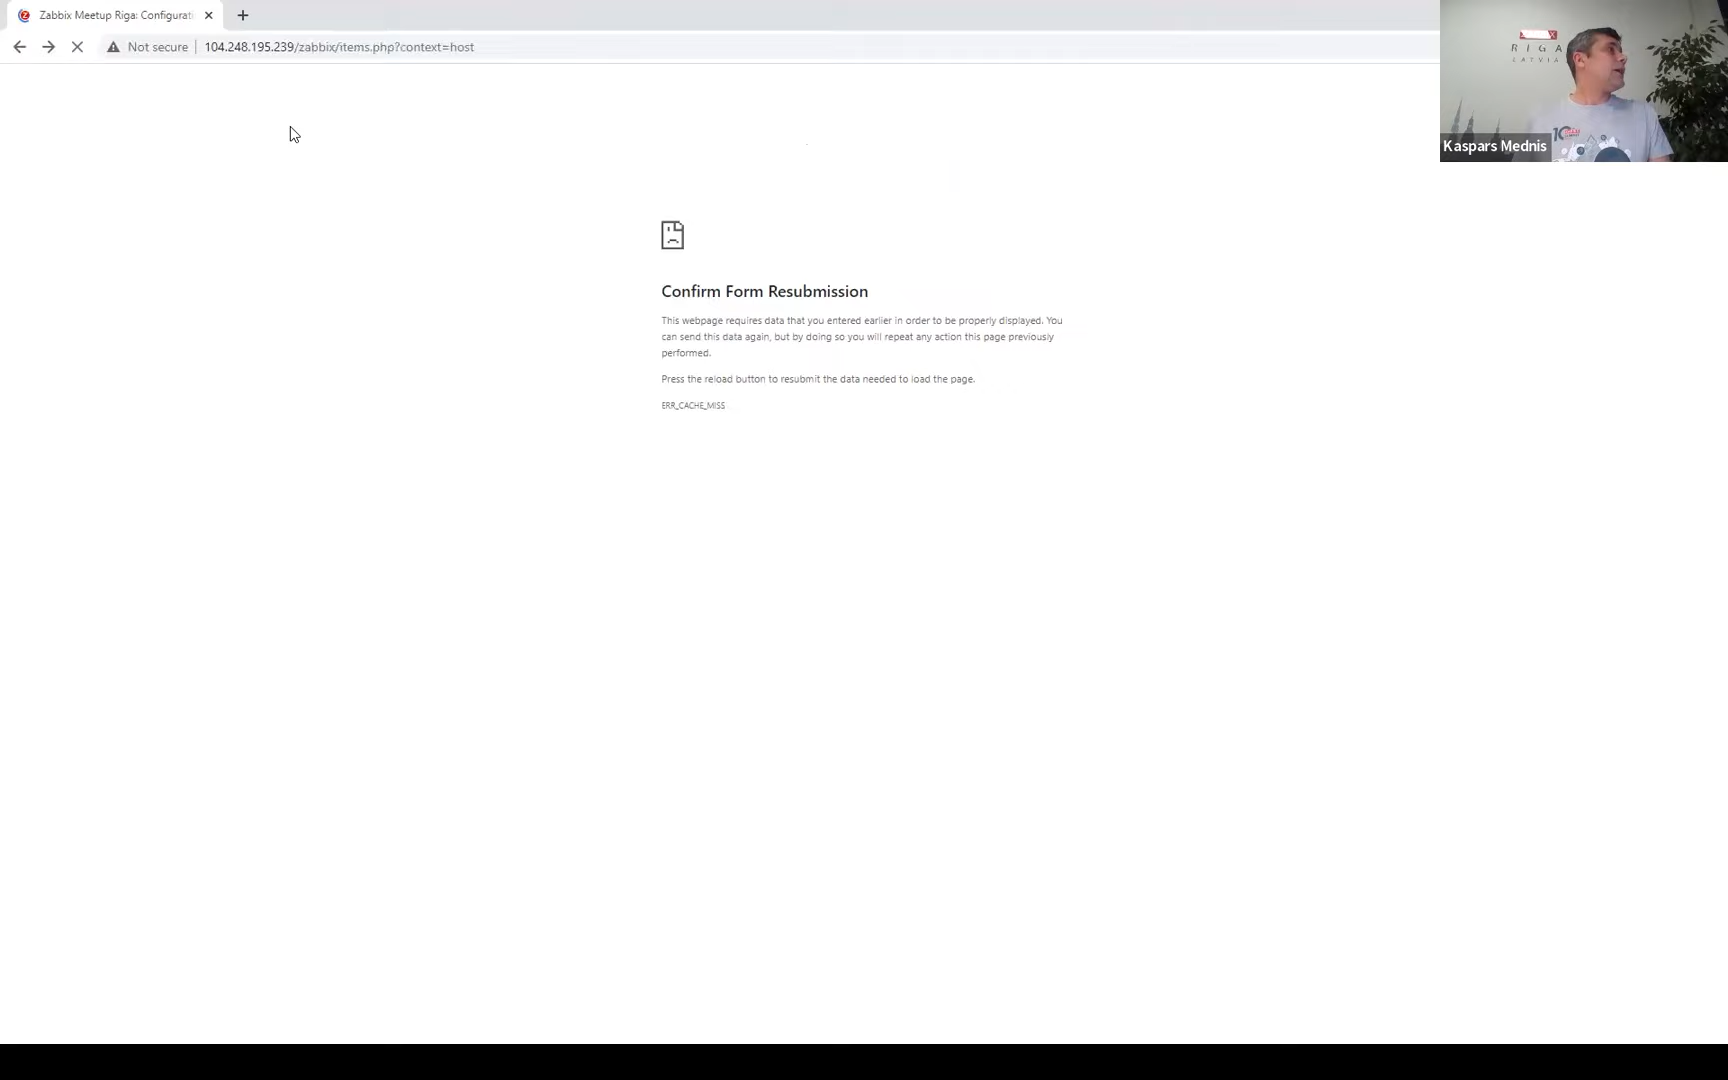 Zabbix Meetup Riga: Configurati
Not secure
104.248.195.239/zabbix/items.php?context=host
RIGA
LATVIA
Kaspars Mednis
Confirm Form Resubmission
This webpage requires data that you entered earlier in order to be properly displayed. You
can send this data again, but by doing so you will repeat any action this page previously
performed.
Press the reload button to resubmit the data needed to load the page.
ERR_CACHE_MISS